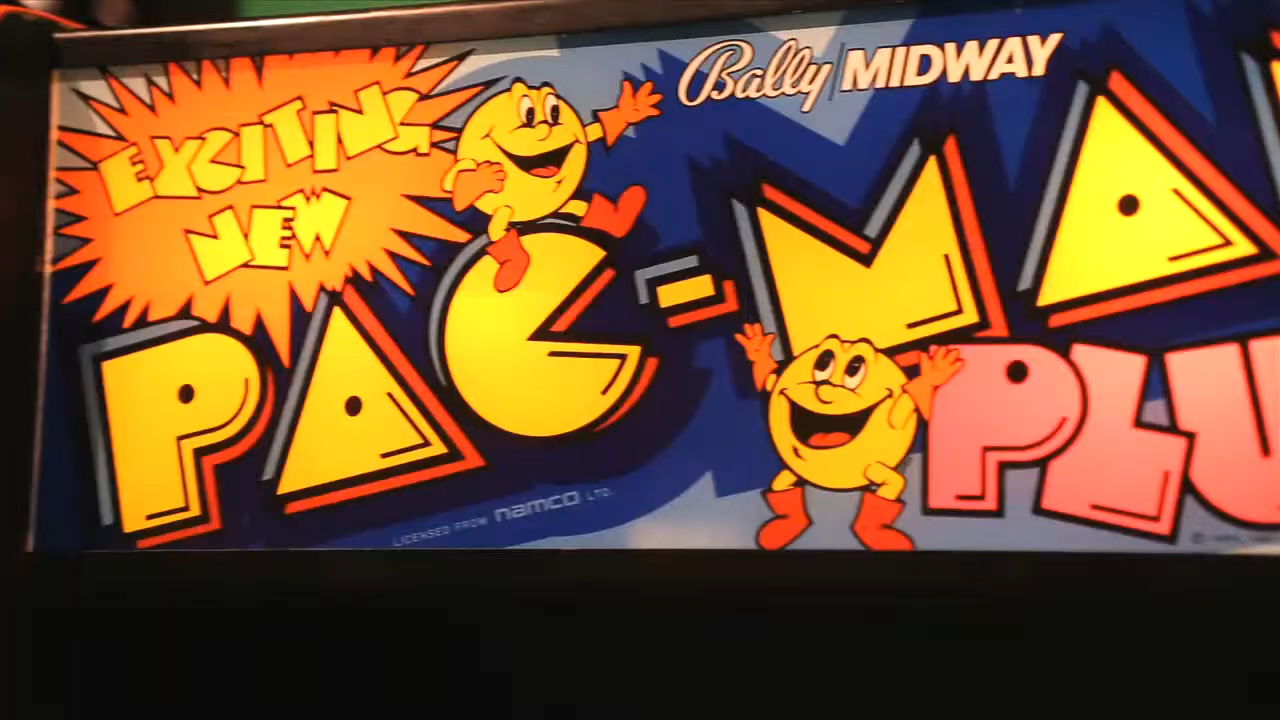 EXCITING
NEW
Bally MIDWAY
PAC-MA
PLU
LICENSED FROM namco LTD.